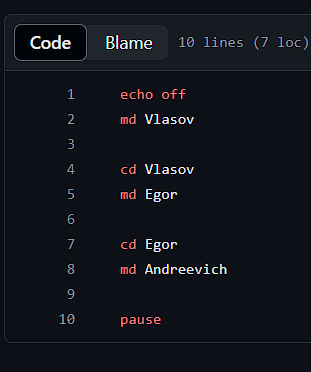 Code Blame 10 lines (7 loc)
1 echo off
2 md Vlasov
3
4 cd Vlasov
5 md Egor
6
7 cd Egor
8 md Andreevich
9
10 pause